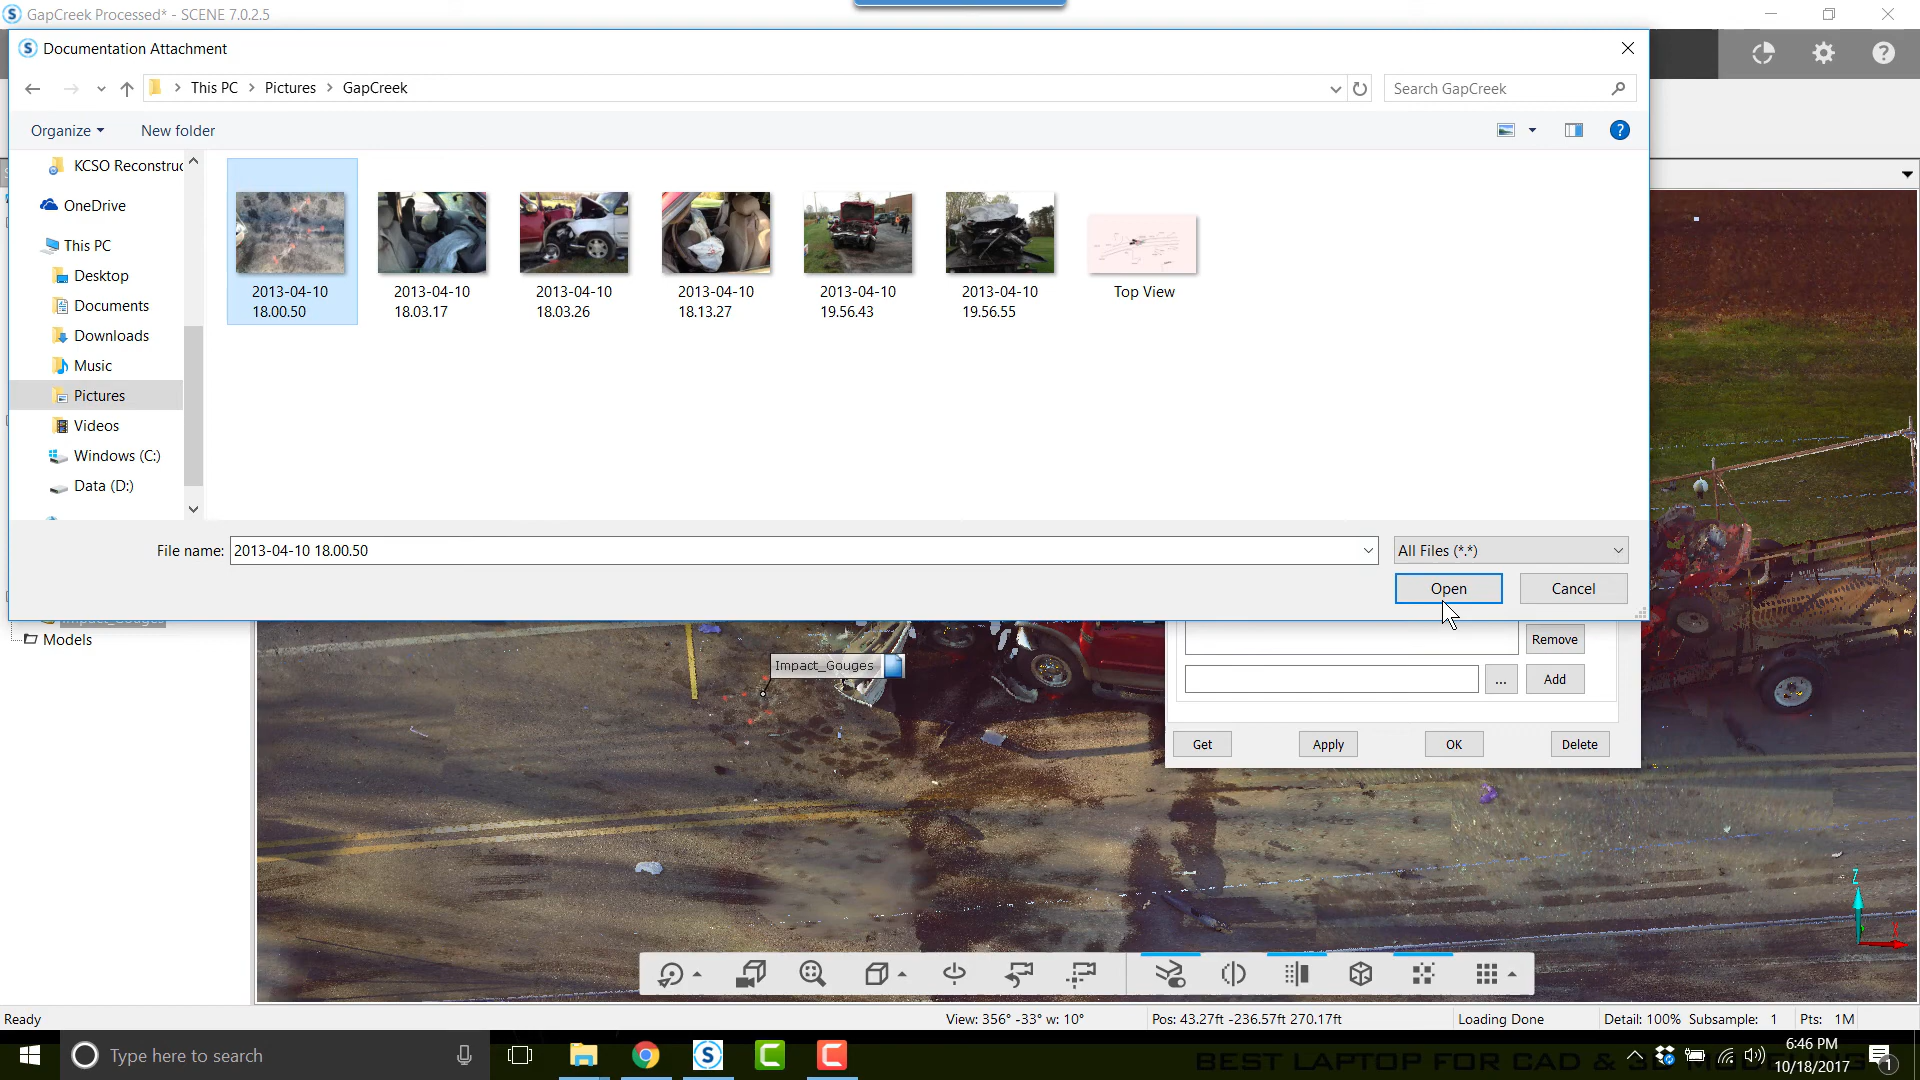 GapCreek Processed* - SCENE 7.0.2.5
Documentation Attachment
This PC > Pictures > GapCreek
Search GapCreek
Organize
New folder
KCSO Reconstruc
OneDrive
This PC
Desktop
Documents
Downloads
Music
Pictures
Videos
Windows (C:)
Data (D:)
2013-04-10
18.00.50
2013-04-10
18.03.17
2013-04-10
18.03.26
2013-04-10
18.13.27
2013-04-10
19.56.43
2013-04-10
19.56.55
Top View
File name: 2013-04-10 18.00.50
All Files (*.*)
Open
Cancel
Impact_Gouges
Models
Impact_Gouges
Remove
...
Add
Get
Apply
OK
Delete
Z
X
Ready
View: 356° -33° w: 10°
Pos: 43.27ft -236.57ft 270.17ft
Loading Done
Detail: 100% Subsample: 1 Pts: 1M
Type here to search
BEST LAPTOP FOR CAD & 3D MODELING
6:46 PM
10/18/2017
1